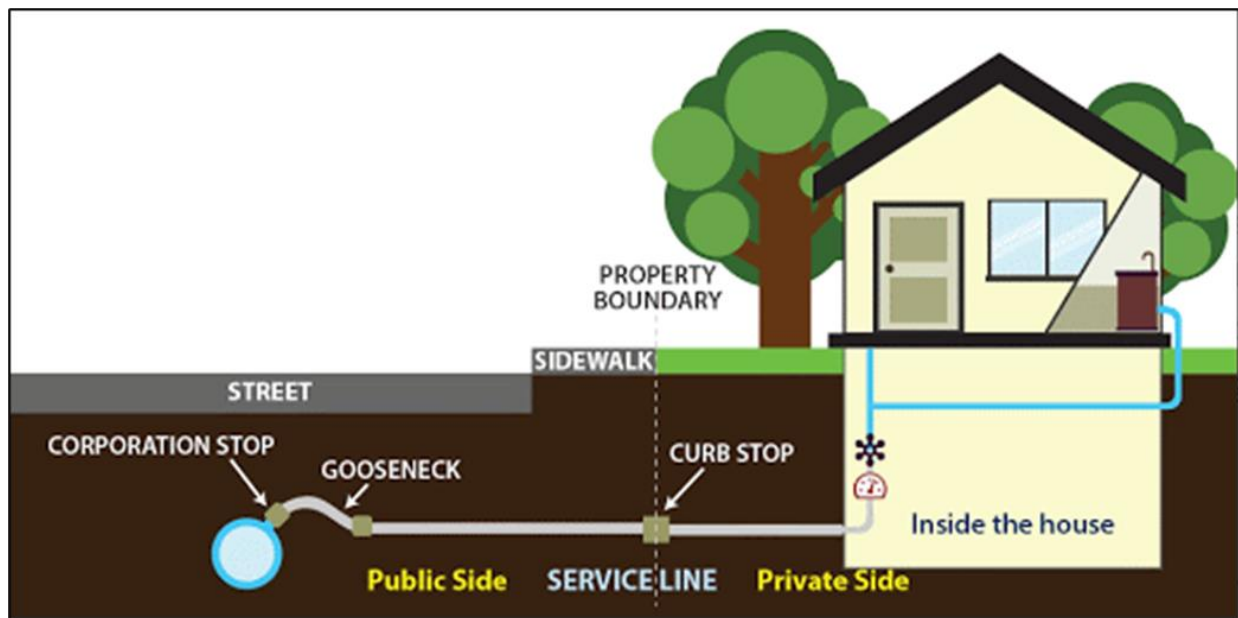 PROPERTY
BOUNDARY
SIDEWALK
STREET
CORPORATION STOP
GOOSENECK
CURB STOP
Inside the house
Public Side
SERVICE LINE
Private Side